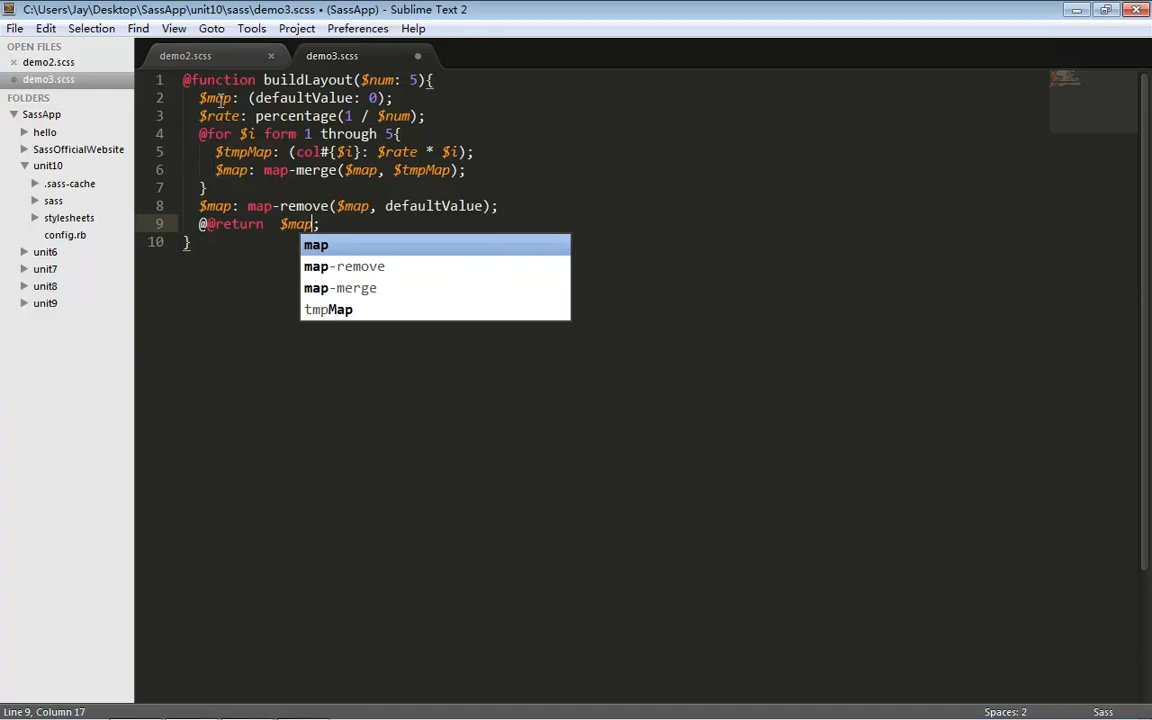 C:\Users\Jay\Desktop\SassApp\unit10\sass\demo3.scss • (SassApp) - Sublime Text 2
File Edit Selection Find View Goto Tools Project Preferences Help
OPEN FILES
demo2.scss
demo3.scss
FOLDERS
SassApp
hello
SassOfficialWebsite
unit10
.sass-cache
sass
stylesheets
config.rb
unit6
unit7
unit8
unit9
demo2.scss demo3.scss
1 @function buildLayout($num: 5){
2 $map: (defaultValue: 0);
3 $rate: percentage(1 / $num);
4 @for $i form 1 through 5{
5 $tmpMap: (col#{$i}: $rate * $i);
6 $map: map-merge($map, $tmpMap);
7 }
8 $map: map-remove($map, defaultValue);
9 @@return  $map;
10 }
map
map-remove
map-merge
tmpMap
Line 9, Column 17 Spaces: 2 Sass